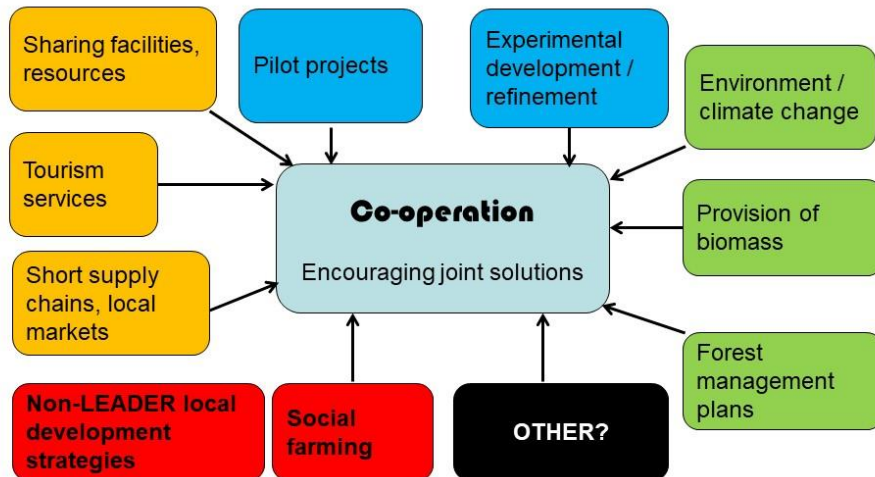 Sharing facilities,
resources
Pilot projects
Experimental
development /
refinement
Environment /
climate change
Tourism
services
Co-operation
Encouraging joint solutions
Provision of
biomass
Short supply
chains, local
markets
Forest
management
plans
Non-LEADER local
development
strategies
Social
farming
OTHER?